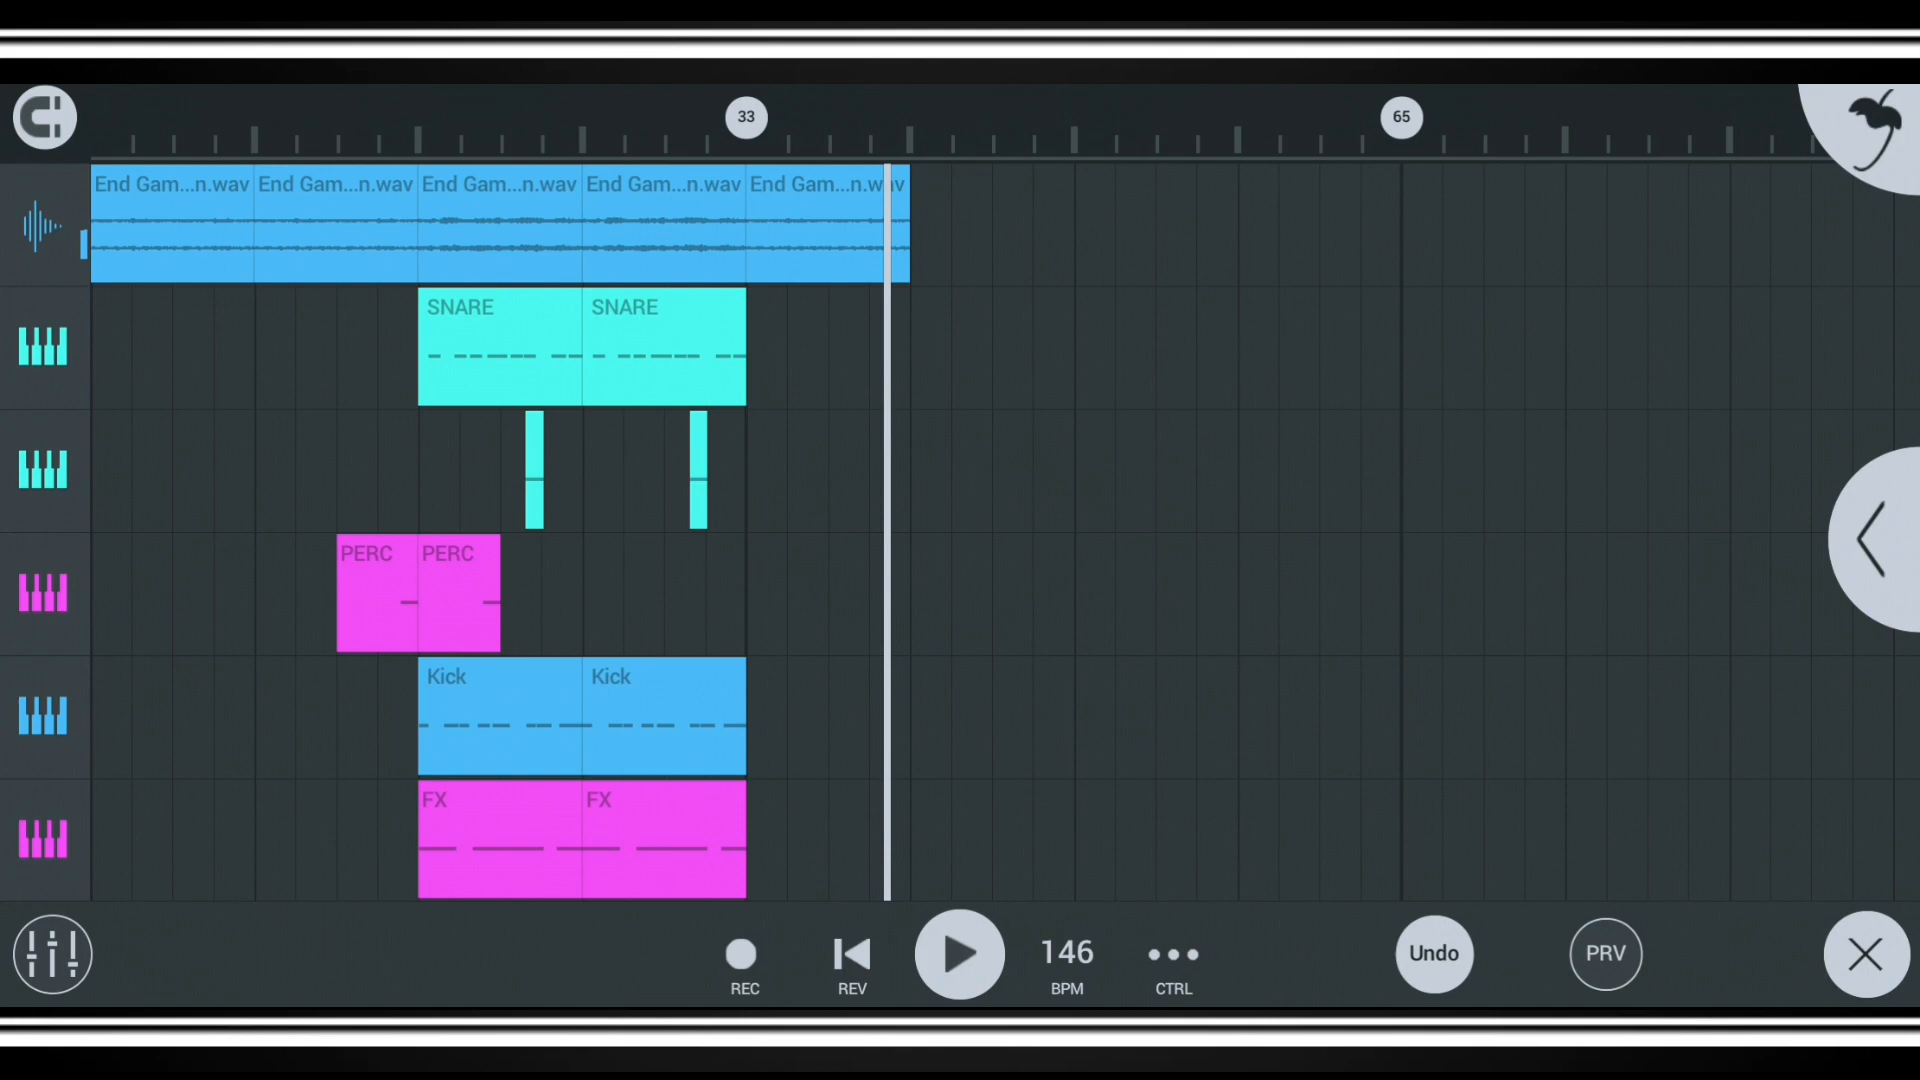 33
65
End Gam...n.wav End Gam...n.wav End Gam...n.wav End Gam...n.wav End Gam...n.wav
SNARE SNARE
PERC PERC
Kick Kick
FX FX
146
Undo
PRV
REC
REV
BPM
CTRL